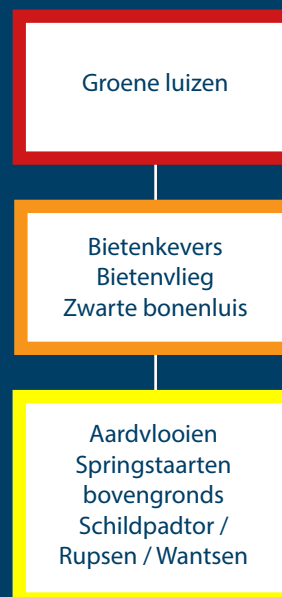 Groene luizen
Bietenkevers
Bietenvlieg
Zwarte bonenluis
Aardvlooien
Springstaarten
bovengronds
Schildpadtor /
Rupsen / Wantsen